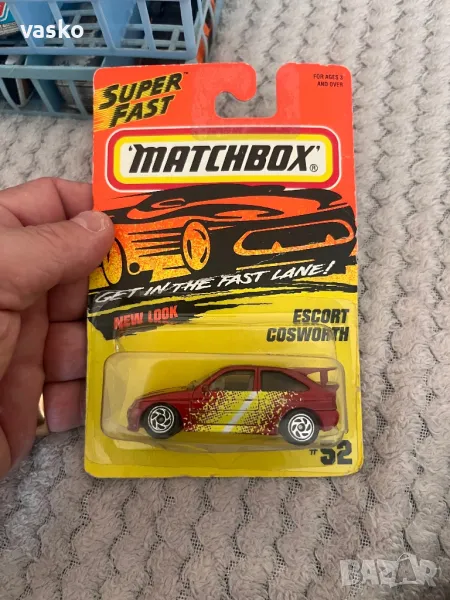 vasko
SUPER
FAST
FOR AGES 3
AND OVER
'MATCHBOX'®
GET IN THE FAST LANE!
NEW LOOK
ESCORT
COSWORTH
#52
BAZAR